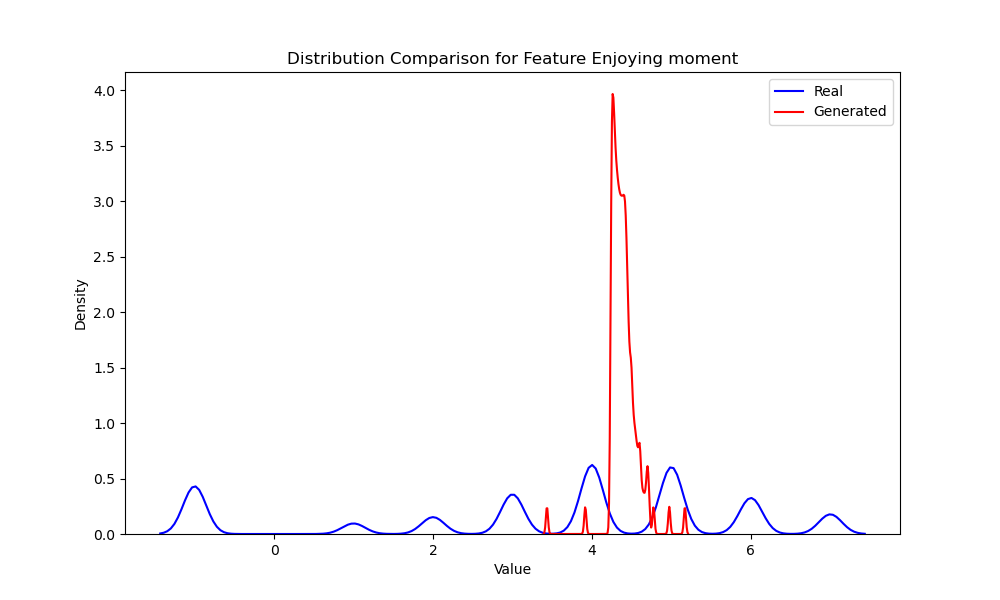 Distribution Comparison for Feature Enjoying moment
Real
Generated
4.0
3.5
3.0
2.5
2.0
1.5
1.0
0.5
0.0
Density
0
2
4
6
Value